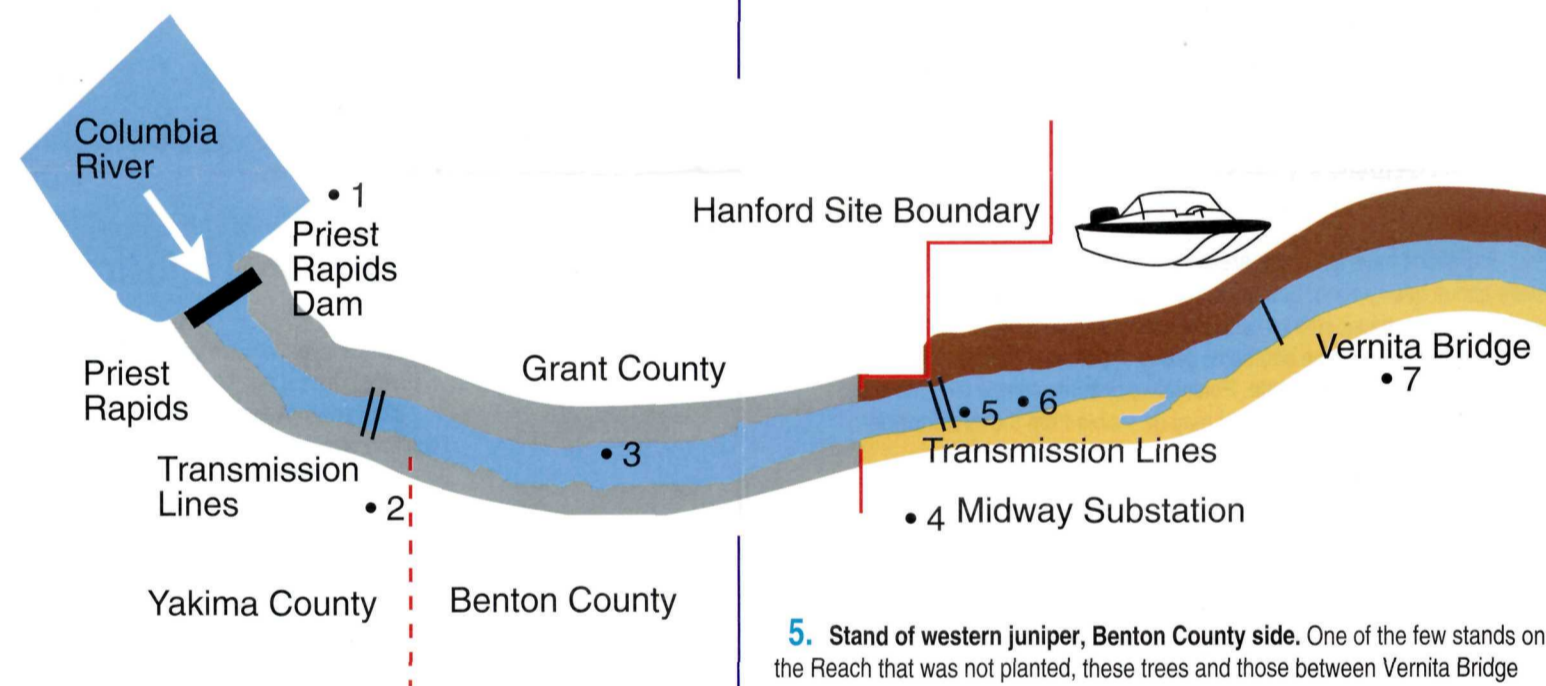 Columbia
River
• 1
Priest
Rapids
Dam
Hanford Site Boundary
Priest
Rapids
Grant County
Vernita Bridge
• 7
• 5
• 6
• 3
Transmission Lines
Transmission
Lines
• 2
• 4 Midway Substation
Yakima County
Benton County
5. Stand of western juniper, Benton County side. One of the few stands on
the Reach that was not planted, these trees and those between Vernita Bridge